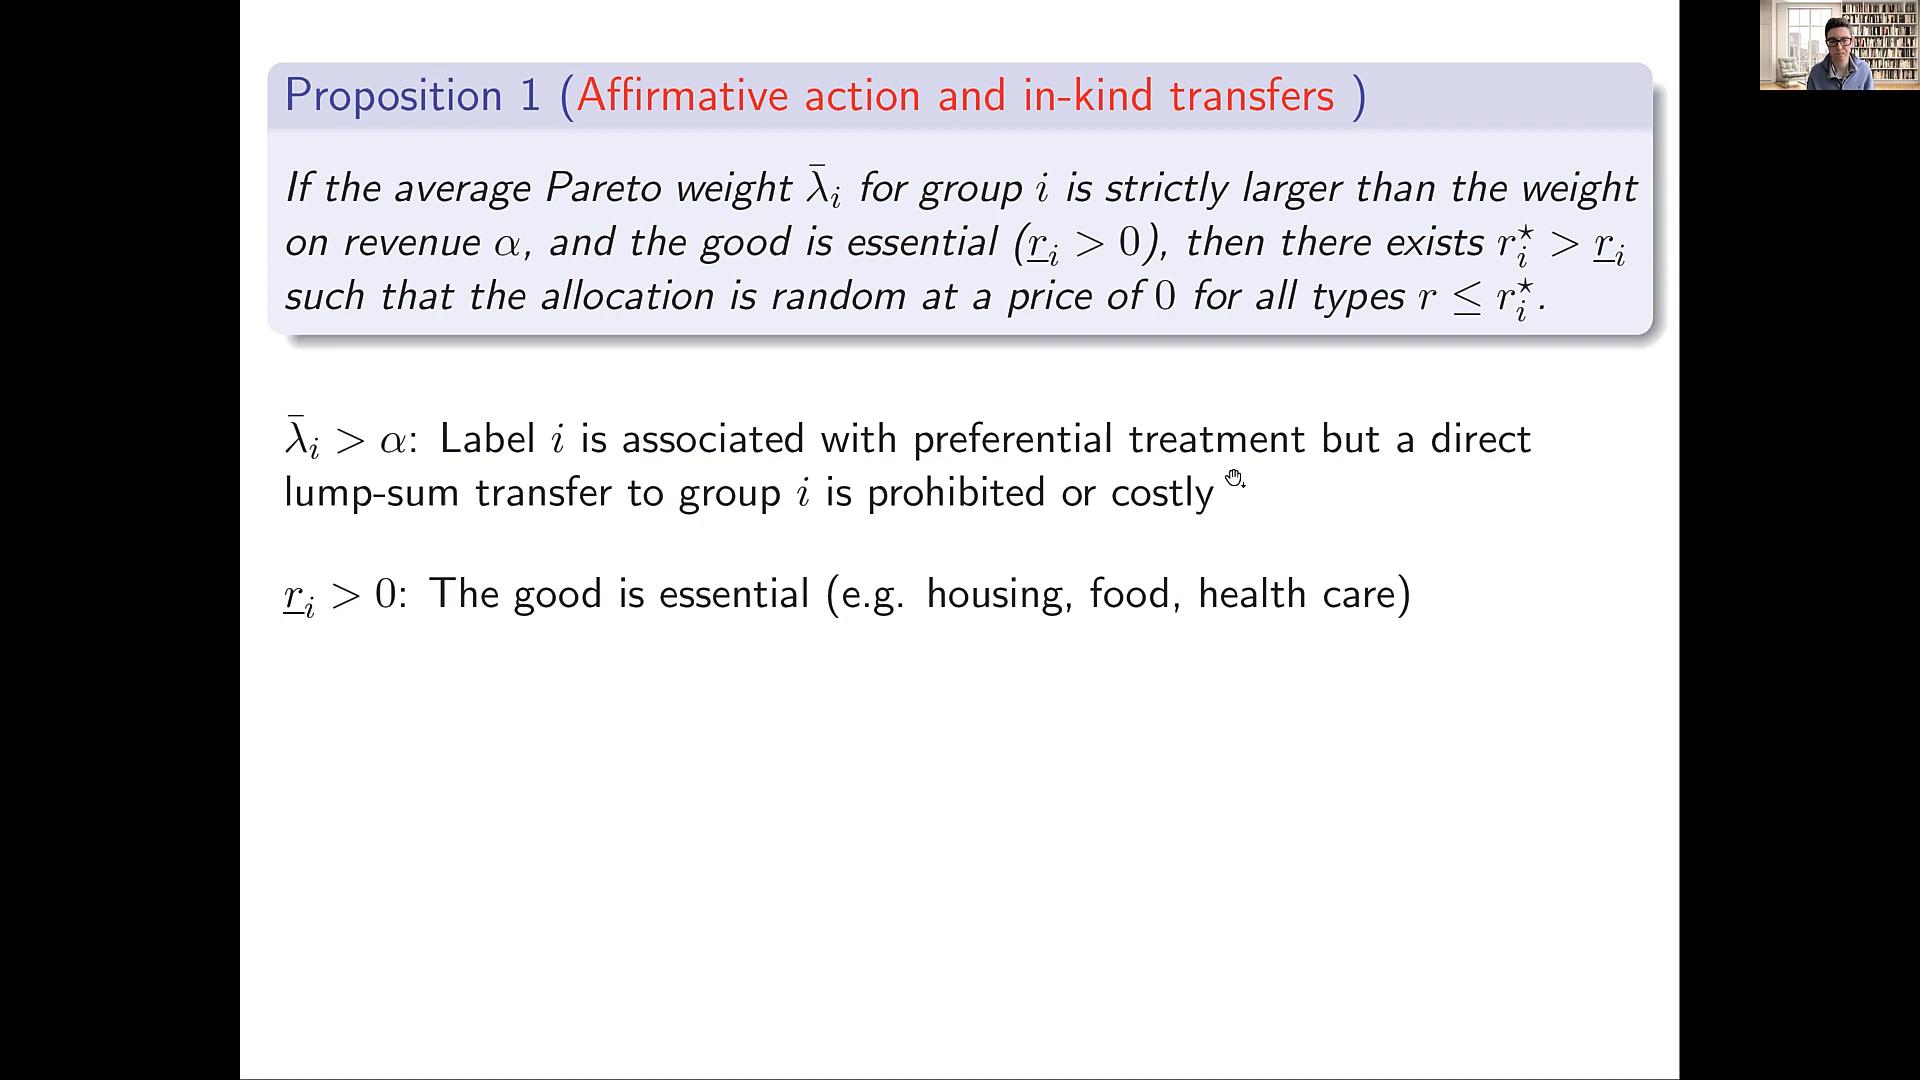 Proposition 1 (Affirmative action and in-kind transfers )
If the average Pareto weight λ̄ᵢ for group i is strictly larger than the weight
on revenue α, and the good is essential (r̲ᵢ > 0), then there exists rᵢ⋆ > r̲ᵢ
such that the allocation is random at a price of 0 for all types r ≤ rᵢ⋆.
λ̄ᵢ > α: Label i is associated with preferential treatment but a direct
lump-sum transfer to group i is prohibited or costly
r̲ᵢ > 0: The good is essential (e.g. housing, food, health care)